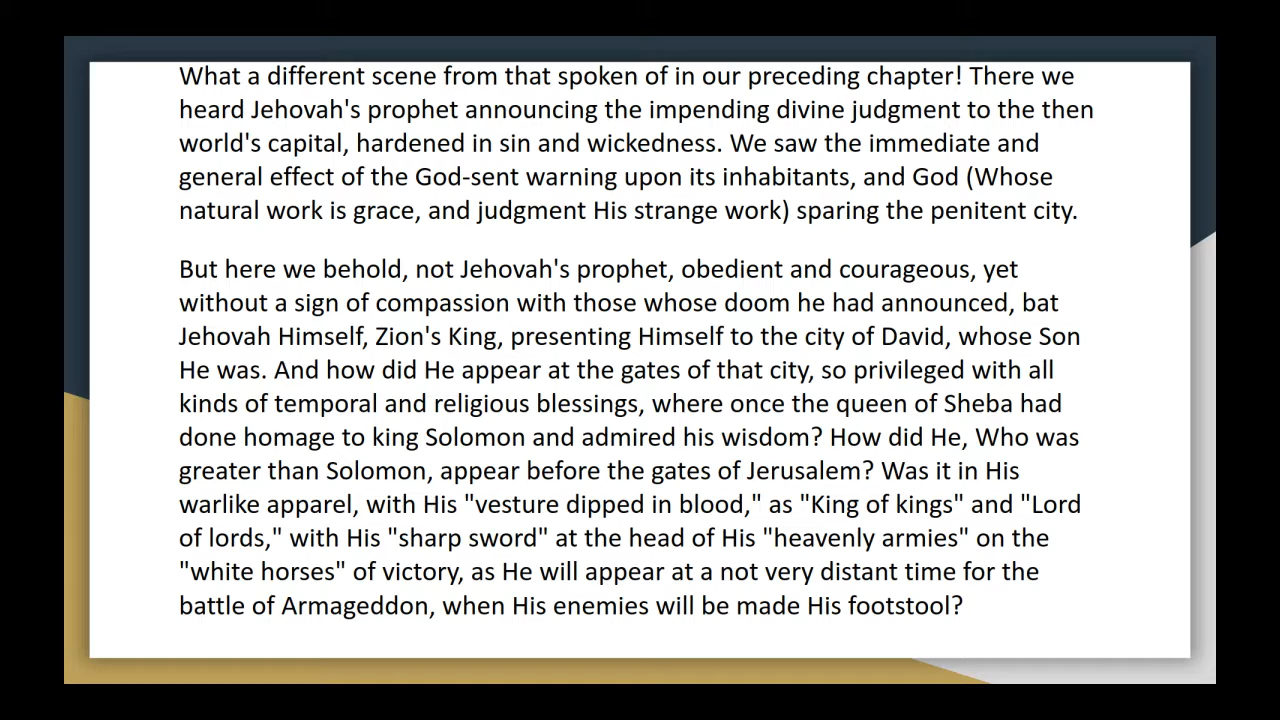 What a different scene from that spoken of in our preceding chapter! There we
heard Jehovah's prophet announcing the impending divine judgment to the then
world's capital, hardened in sin and wickedness. We saw the immediate and
general effect of the God-sent warning upon its inhabitants, and God (Whose
natural work is grace, and judgment His strange work) sparing the penitent city.
But here we behold, not Jehovah's prophet, obedient and courageous, yet
without a sign of compassion with those whose doom he had announced, bat
Jehovah Himself, Zion's King, presenting Himself to the city of David, whose Son
He was. And how did He appear at the gates of that city, so privileged with all
kinds of temporal and religious blessings, where once the queen of Sheba had
done homage to king Solomon and admired his wisdom? How did He, Who was
greater than Solomon, appear before the gates of Jerusalem? Was it in His
warlike apparel, with His "vesture dipped in blood," as "King of kings" and "Lord
of lords," with His "sharp sword" at the head of His "heavenly armies" on the
"white horses" of victory, as He will appear at a not very distant time for the
battle of Armageddon, when His enemies will be made His footstool?